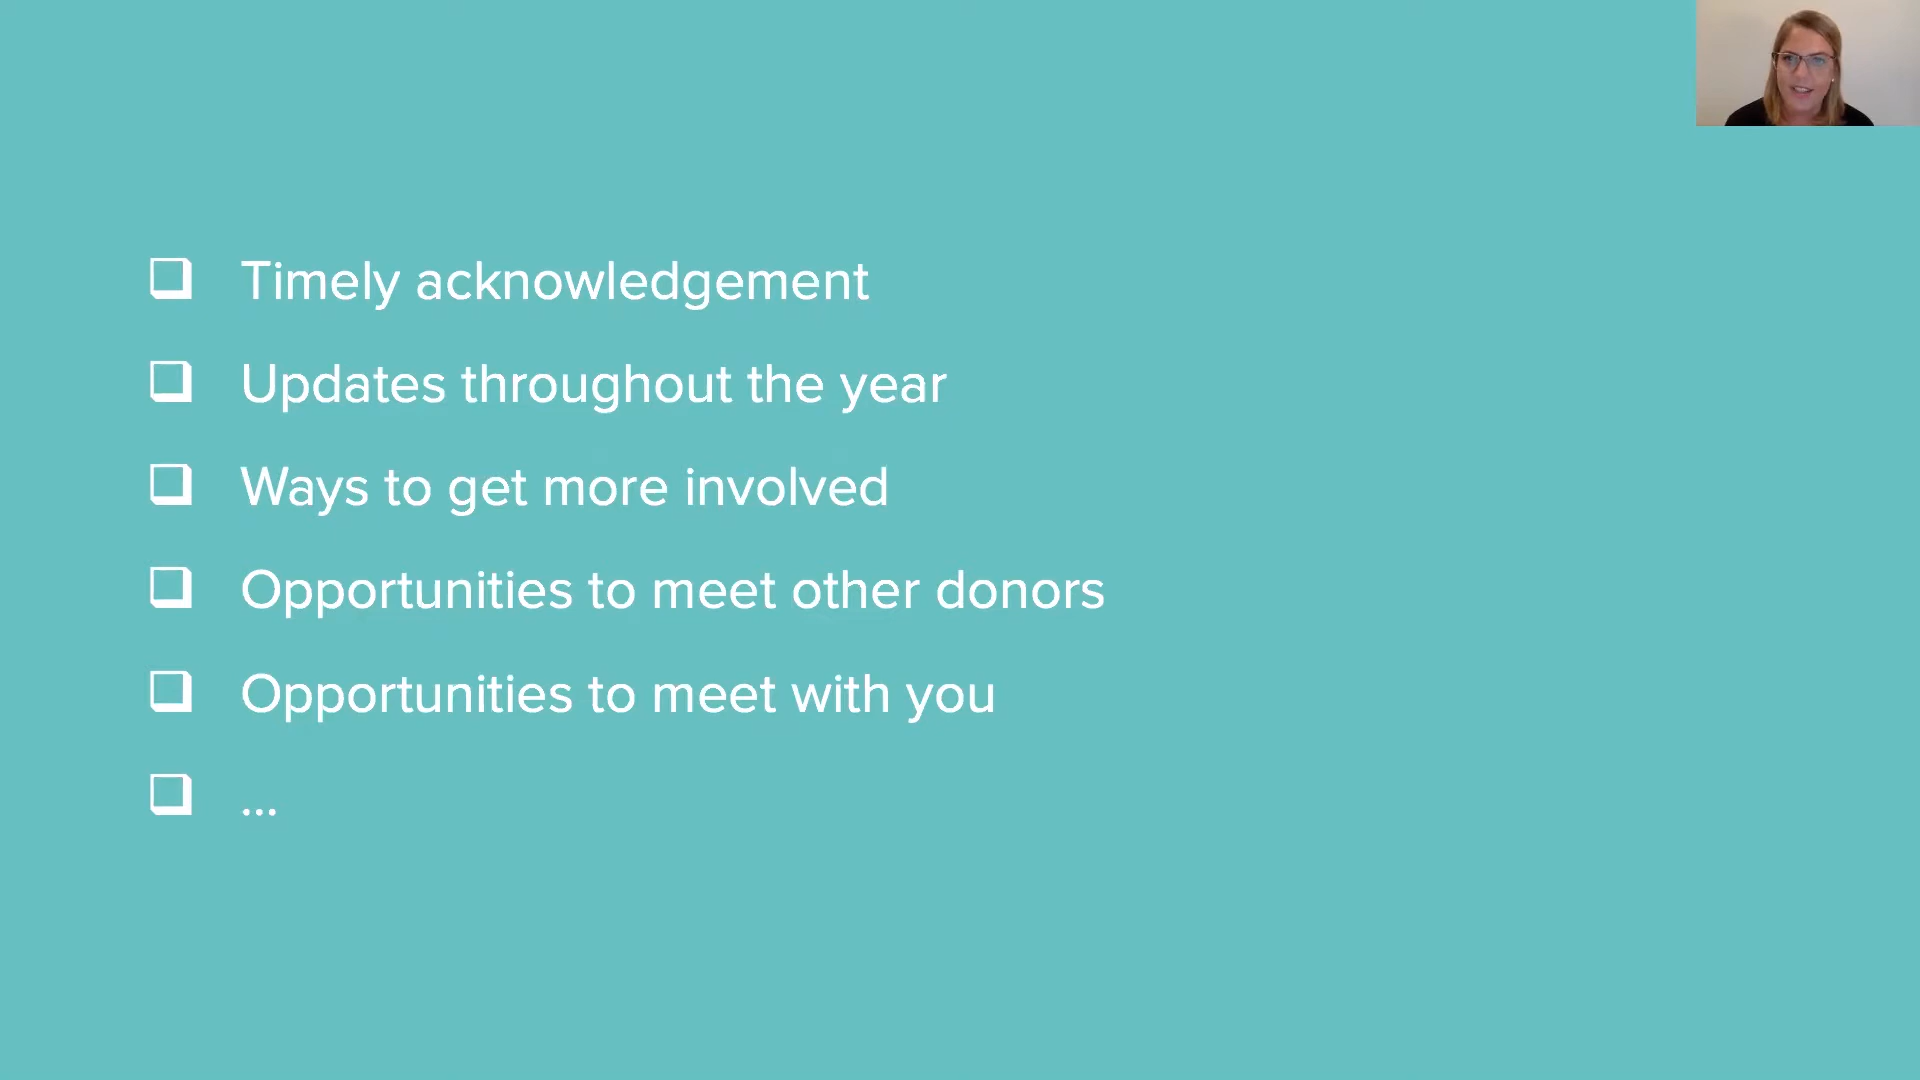 Timely acknowledgement
Updates throughout the year
Ways to get more involved
Opportunities to meet other donors
Opportunities to meet with you
...